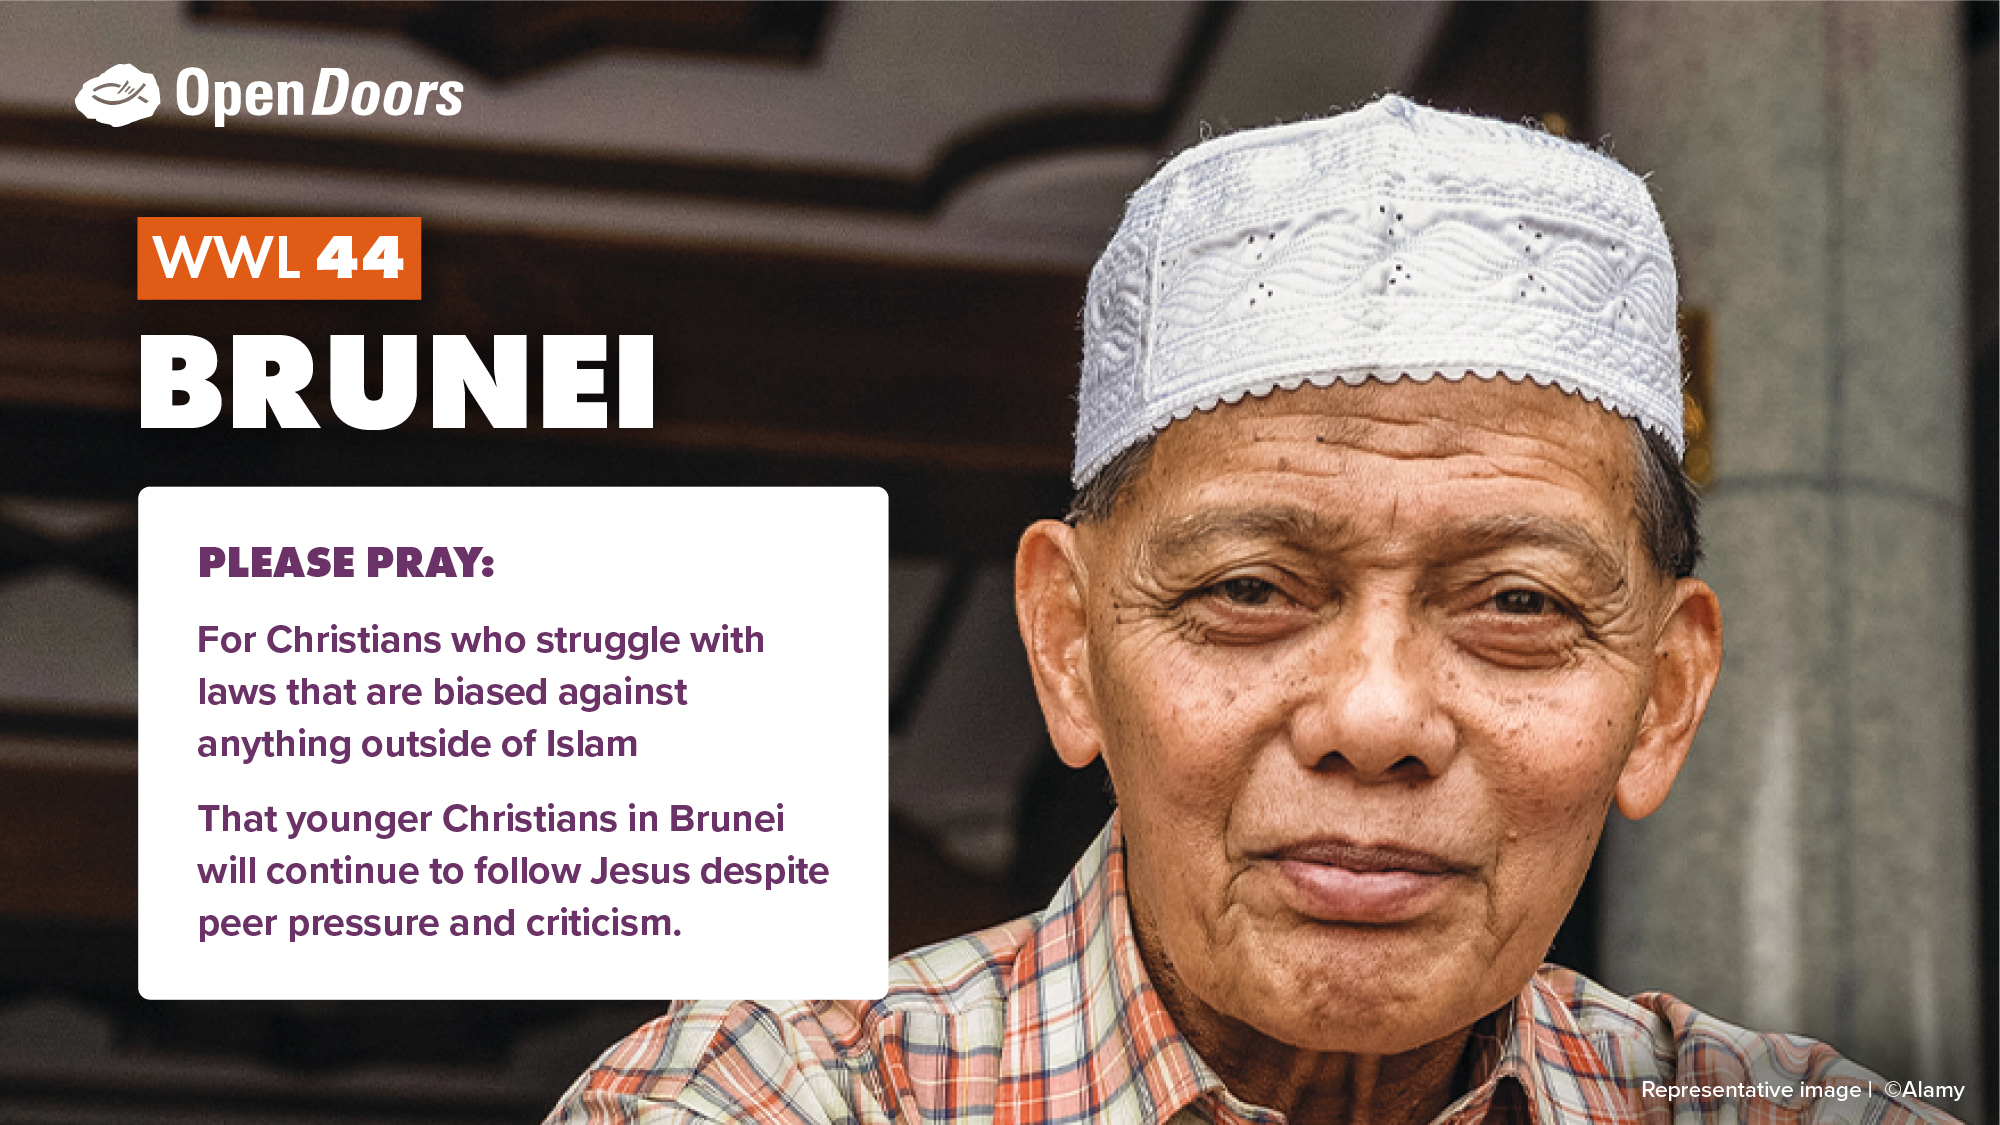 Open Doors
WWL 44
BRUNEI
PLEASE PRAY:
For Christians who struggle with
laws that are biased against
anything outside of Islam
That younger Christians in Brunei
will continue to follow Jesus despite
peer pressure and criticism.
Representative image | ©Alamy